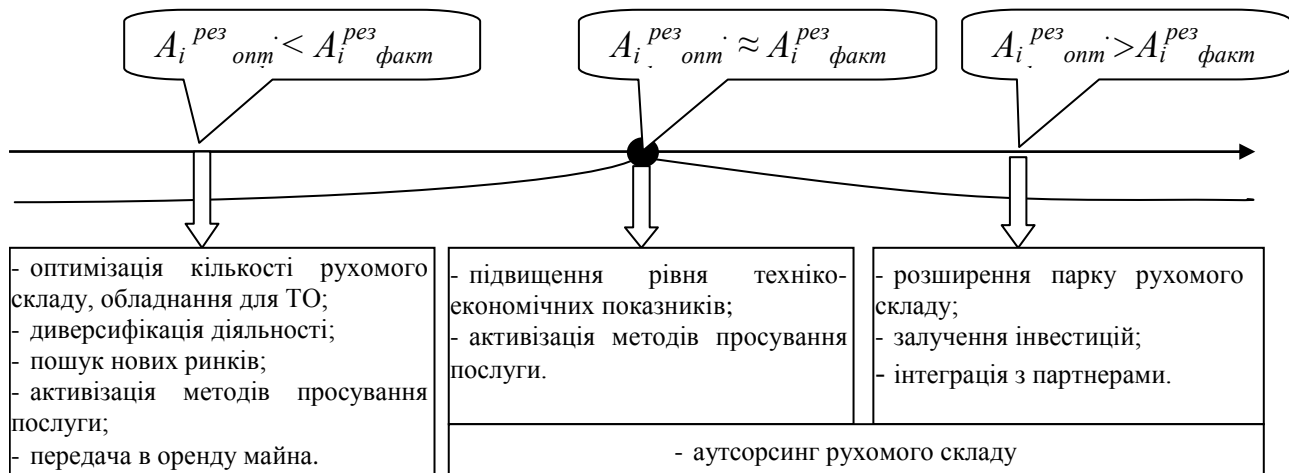 A_i^рез_опт < A_i^рез_факт
A_i^рез_опт ≈ A_i^рез_факт
A_i^рез_опт > A_i^рез_факт
- оптимізація кількості рухомого
складу, обладнання для ТО;
- диверсифікація діяльності;
- пошук нових ринків;
- активізація методів просування
послуги;
- передача в оренду майна.
- підвищення рівня техніко-
економічних показників;
- активізація методів просування
послуги.
- розширення парку рухомого
складу;
- залучення інвестицій;
- інтеграція з партнерами.
- аутсорсинг рухомого складу